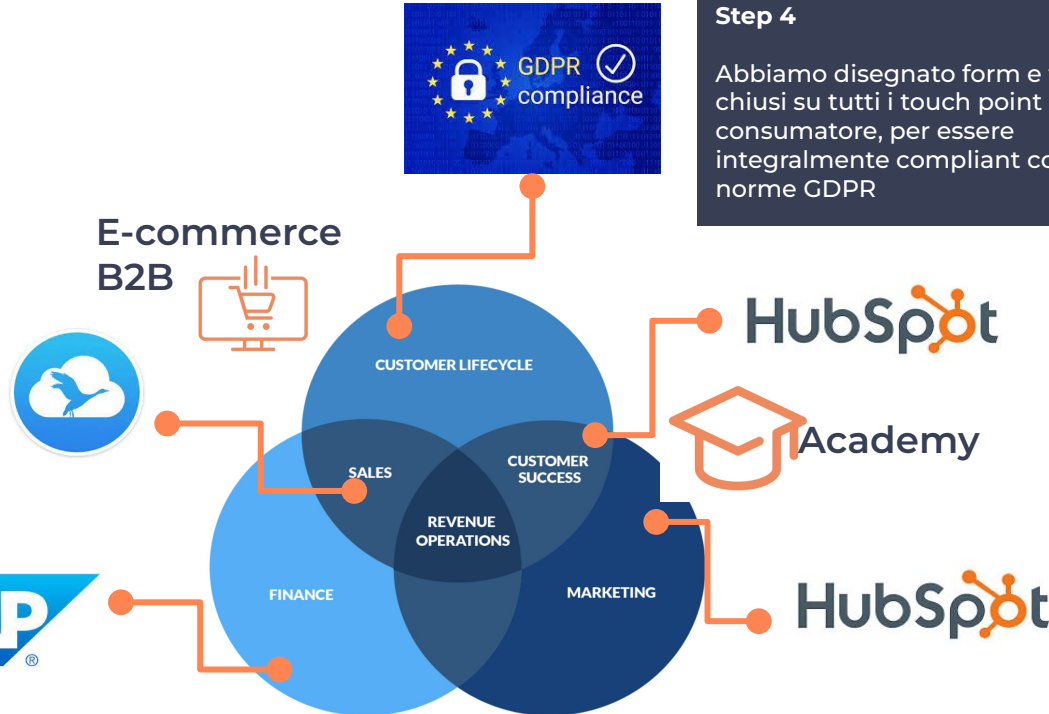 GDPR
compliance
Step 4
Abbiamo disegnato form e
chiusi su tutti i touch point
consumatore, per essere
integralmente compliant
norme GDPR
E-commerce
B2B
HubSpot
CUSTOMER LIFECYCLE
Academy
SALES
CUSTOMER
SUCCESS
REVENUE
OPERATIONS
FINANCE
MARKETING
HubSpot
P
®